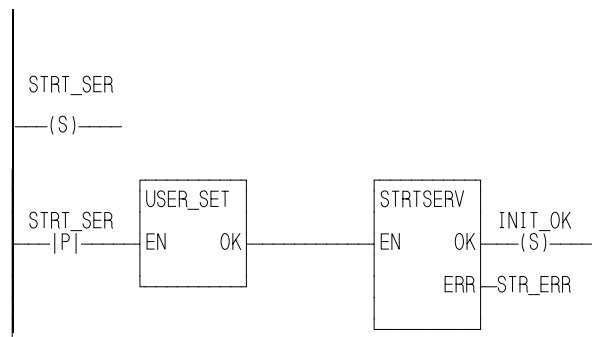 STRT_SER
(S)
USER_SET
STRTSERV
STRT_SER
INIT_OK
|P|
EN OK
EN OK
(S)
ERR
STR_ERR